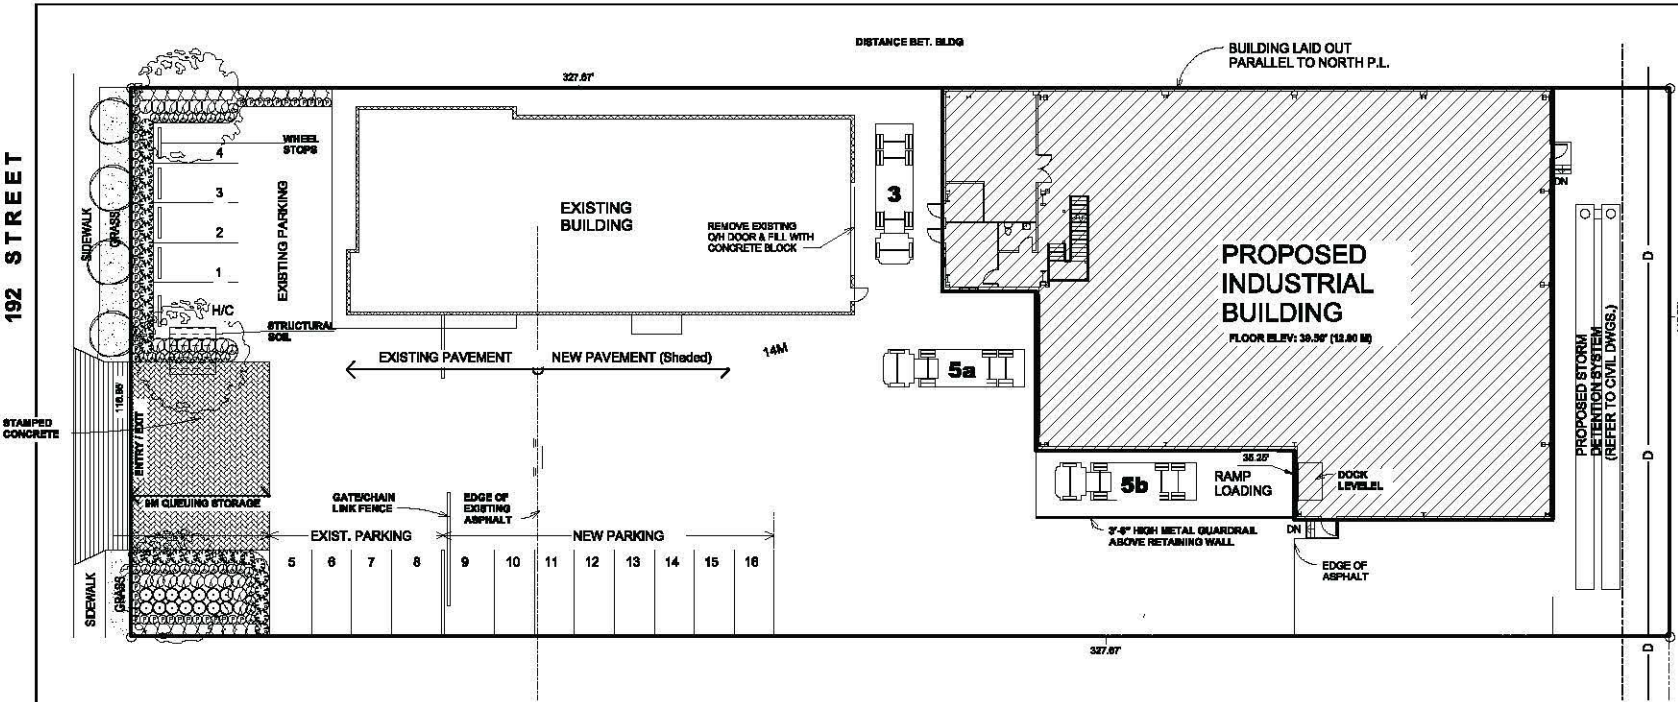 DISTANCE BET. BLDG
BUILDING LAID OUT
PARALLEL TO NORTH P.L.
327.67'
192 STREET
SIDEWALK
GRASS
WHEEL
STOPS
4
3
2
1
H/C
EXISTING PARKING
STRUCTURAL
SOIL
EXISTING
BUILDING
REMOVE EXISTING
O/H DOOR & FILL WITH
CONCRETE BLOCK
3
DN
PROPOSED
INDUSTRIAL
BUILDING
FLOOR ELEV: 39.36' (12.00 M)
EXISTING PAVEMENT
NEW PAVEMENT (Sheded)
14M
5a
PROPOSED STORM
DETENTION SYSTEM
(REFER TO CIVIL DWGS.)
D
D
D
STAMPED
CONCRETE
116.95'
ENTRY / EXIT
9M QUEUING STORAGE
GATE/CHAIN
LINK FENCE
EDGE OF
EXISTING
ASPHALT
5b
35.25'
RAMP
LOADING
DOCK
LEVELEL
3'-6" HIGH METAL GUARDRAIL
ABOVE RETAINING WALL
DN
EDGE OF
ASPHALT
EXIST. PARKING
NEW PARKING
5 6 7 8 9 10 11 12 13 14 15 16
SIDEWALK
GRASS
327.67'